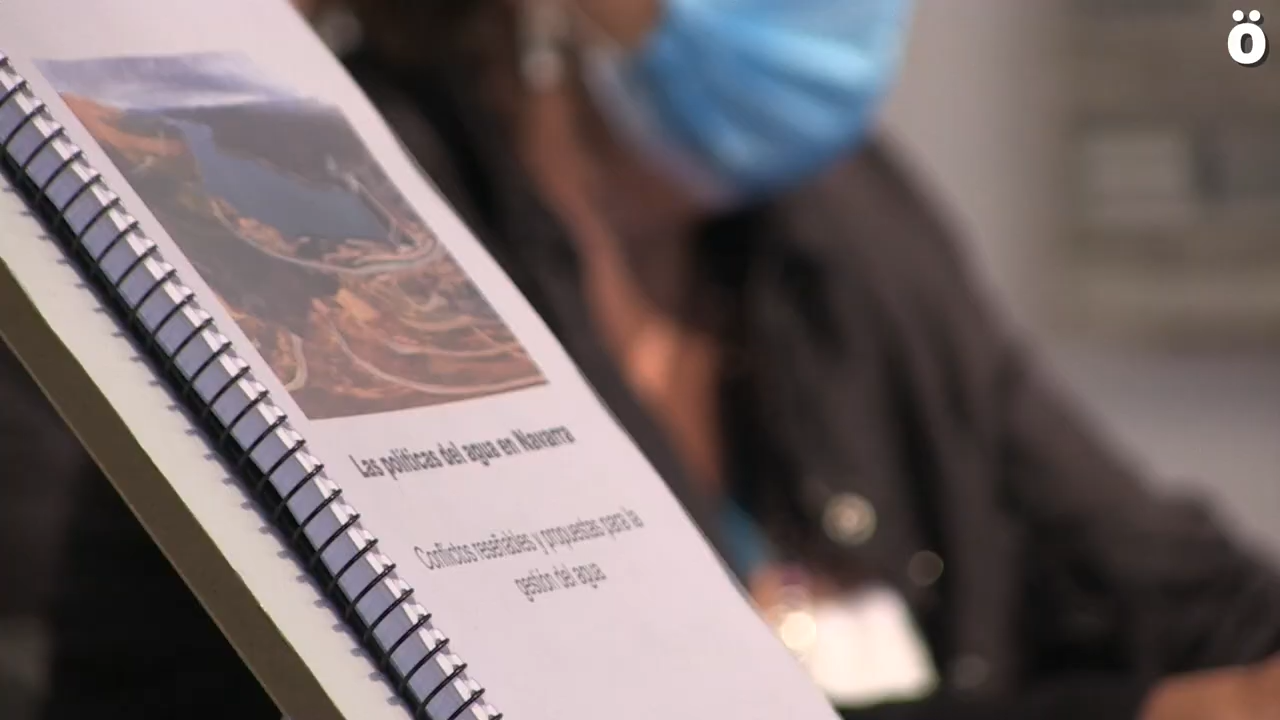 ö
Las políticas del agua en Navarra
Conflictos reseñables y propuestas para la
gestión del agua